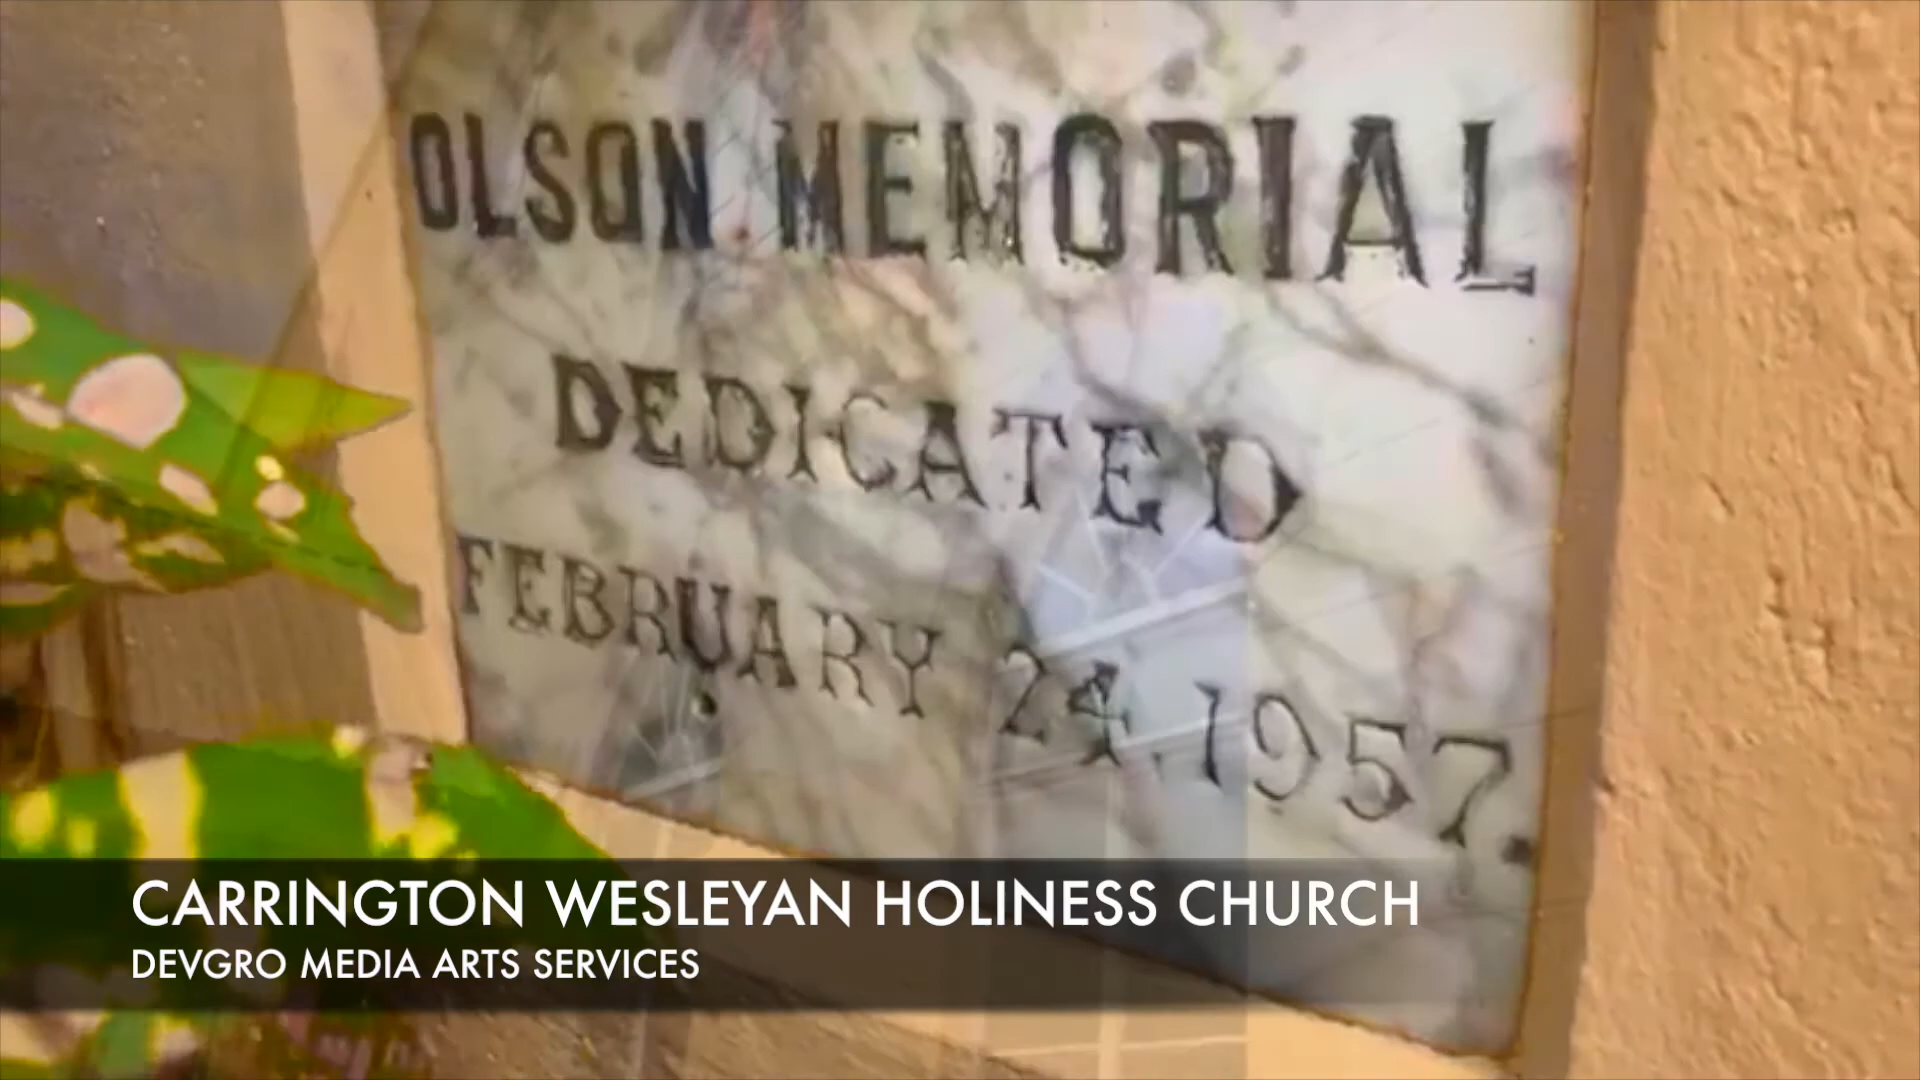 OLSON MEMORIAL
DEDICATED
FEBRUARY 24, 1957.
CARRINGTON WESLEYAN HOLINESS CHURCH
DEVGRO MEDIA ARTS SERVICES